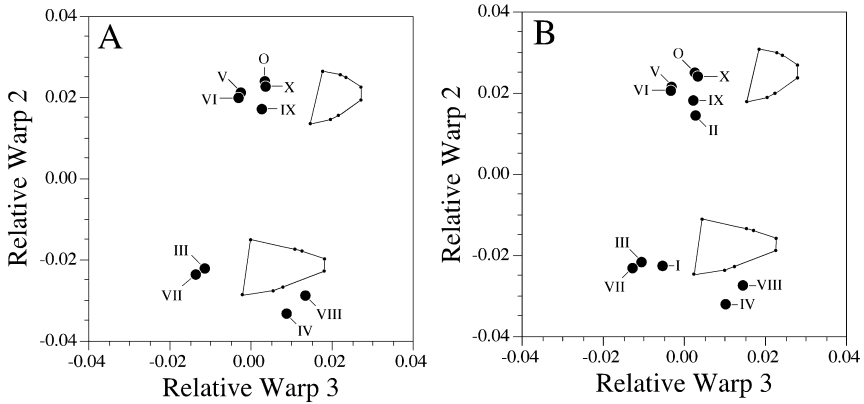 A
0.04
0.02
0.00
-0.02
-0.04
Relative Warp 2
O
V
X
VI
IX
III
VII
VIII
IV
-0.04
-0.02
0.00
0.02
0.04
Relative Warp 3
B
0.04
0.02
0.00
-0.02
-0.04
Relative Warp 2
O
V
X
VI
IX
II
III
I
VII
VIII
IV
-0.04
-0.02
0.00
0.02
0.04
Relative Warp 3